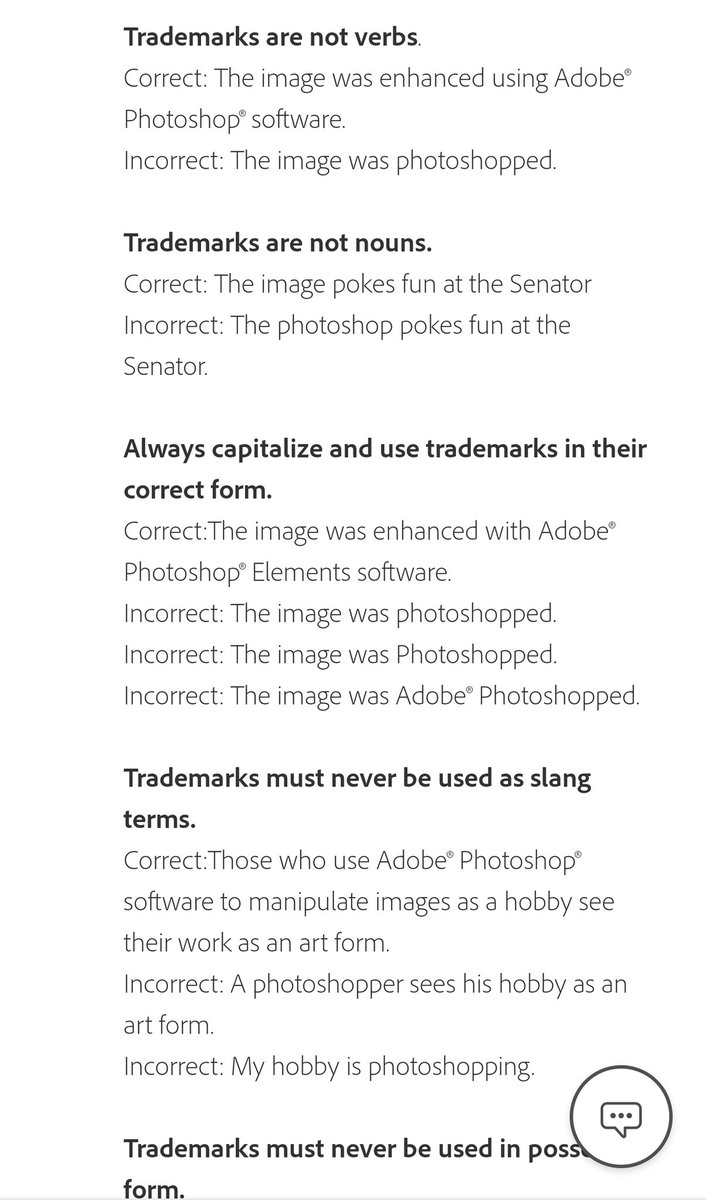 Trademarks are not verbs.
Correct: The image was enhanced using Adobe®
Photoshop® software.
Incorrect: The image was photoshopped.
Trademarks are not nouns.
Correct: The image pokes fun at the Senator
Incorrect: The photoshop pokes fun at the
Senator.
Always capitalize and use trademarks in their
correct form.
Correct:The image was enhanced with Adobe®
Photoshop® Elements software.
Incorrect: The image was photoshopped.
Incorrect: The image was Photoshopped.
Incorrect: The image was Adobe® Photoshopped.
Trademarks must never be used as slang
terms.
Correct:Those who use Adobe® Photoshop®
software to manipulate images as a hobby see
their work as an art form.
Incorrect: A photoshopper sees his hobby as an
art form.
Incorrect: My hobby is photoshopping.
Trademarks must never be used in
form.